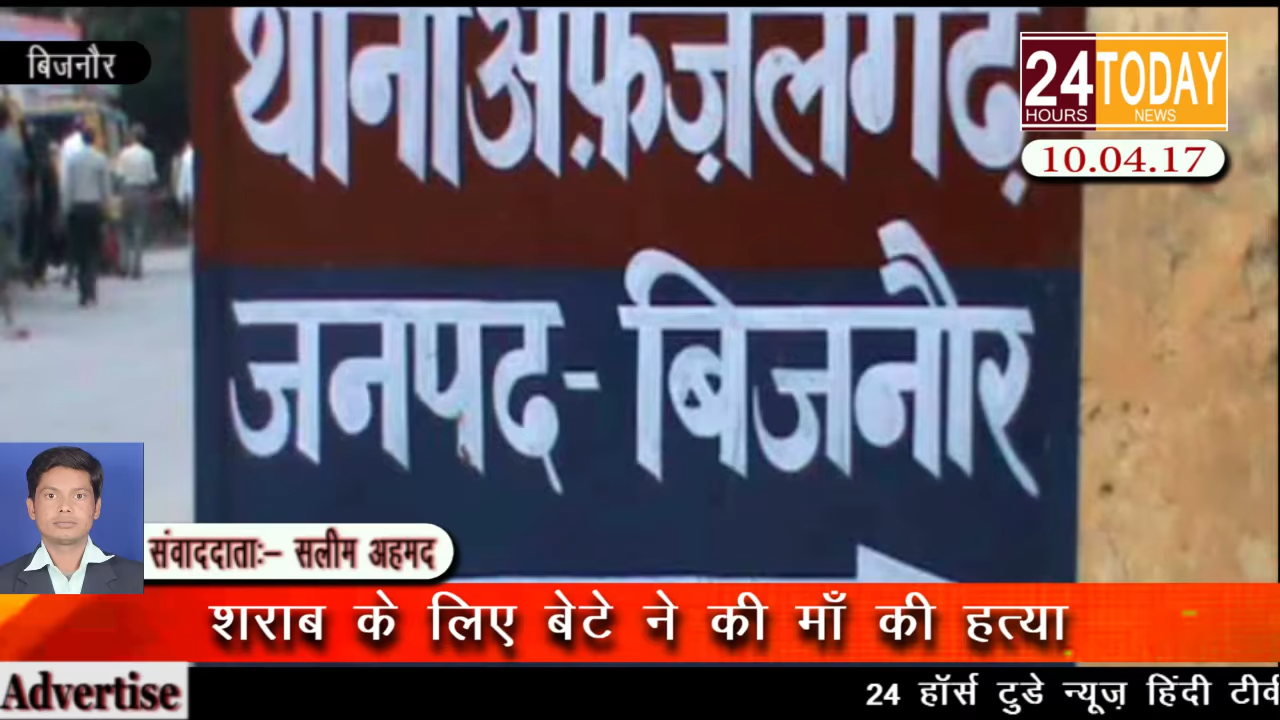 बिजनौर
थाना अफ़ज़लगढ़
24 TODAY
HOURS NEWS
10.04.17
जनपद-बिजनौर
संवाददाताः- सलीम अहमद
शराब के लिए बेटे ने की माँ की हत्या
Advertise
24 हॉर्स टुडे न्यूज़ हिंदी टीवी